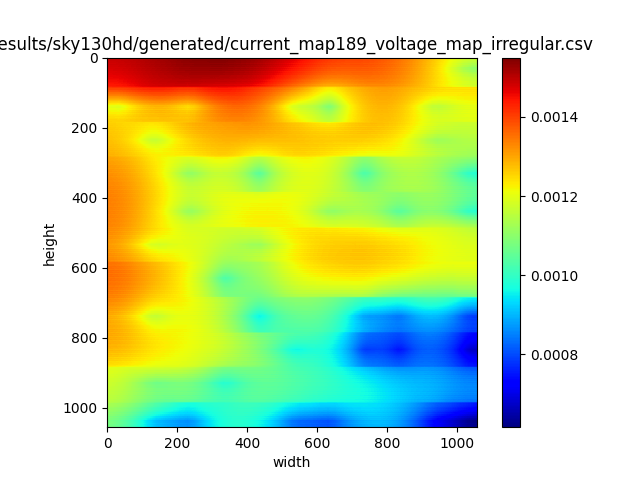 esults/sky130hd/generated/current_map189_voltage_map_irregular.csv
0
200
400
600
800
1000
height
0 200 400 600 800 1000
width
0.0014
0.0012
0.0010
0.0008